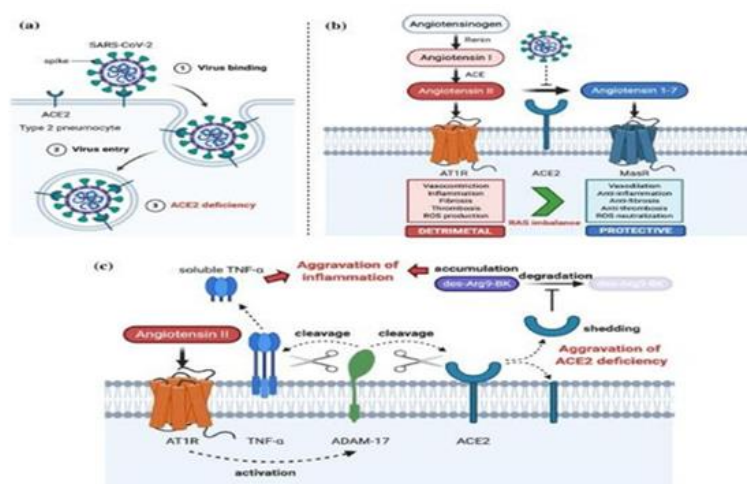 (a)
SARS-CoV-2
spike
1 Virus binding
ACE2
Type 2 pneumocyte
2 Virus entry
3 ACE2 deficiency
(b)
Angiotensinogen
Renin
Angiotensin I
ACE
Angiotensin II
Angiotensin 1-7
AT1R
ACE2
MasR
Vasocontriction
Inflammation
Fibrosis
Thrombosis
ROS production
DETRIMETAL
RAS imbalance
Vasodilation
Anti-inflammation
Anti-fibrosis
Anti-thrombosis
ROS neutralization
PROTECTIVE
(c)
soluble TNF-α
Aggravation of
inflammation
accumulation
des-Arg9-BK
degradation
des-Arg9-BK
shedding
Angiotensin II
cleavage
cleavage
Aggravation of
ACE2 deficiency
AT1R
TNF-α
ADAM-17
ACE2
activation